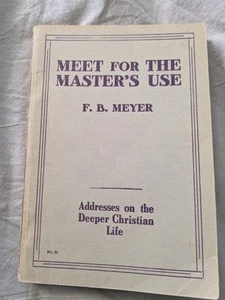 MEET FOR THE
MASTER'S USE
F. B. MEYER
Addresses on the
Deeper Christian
Life